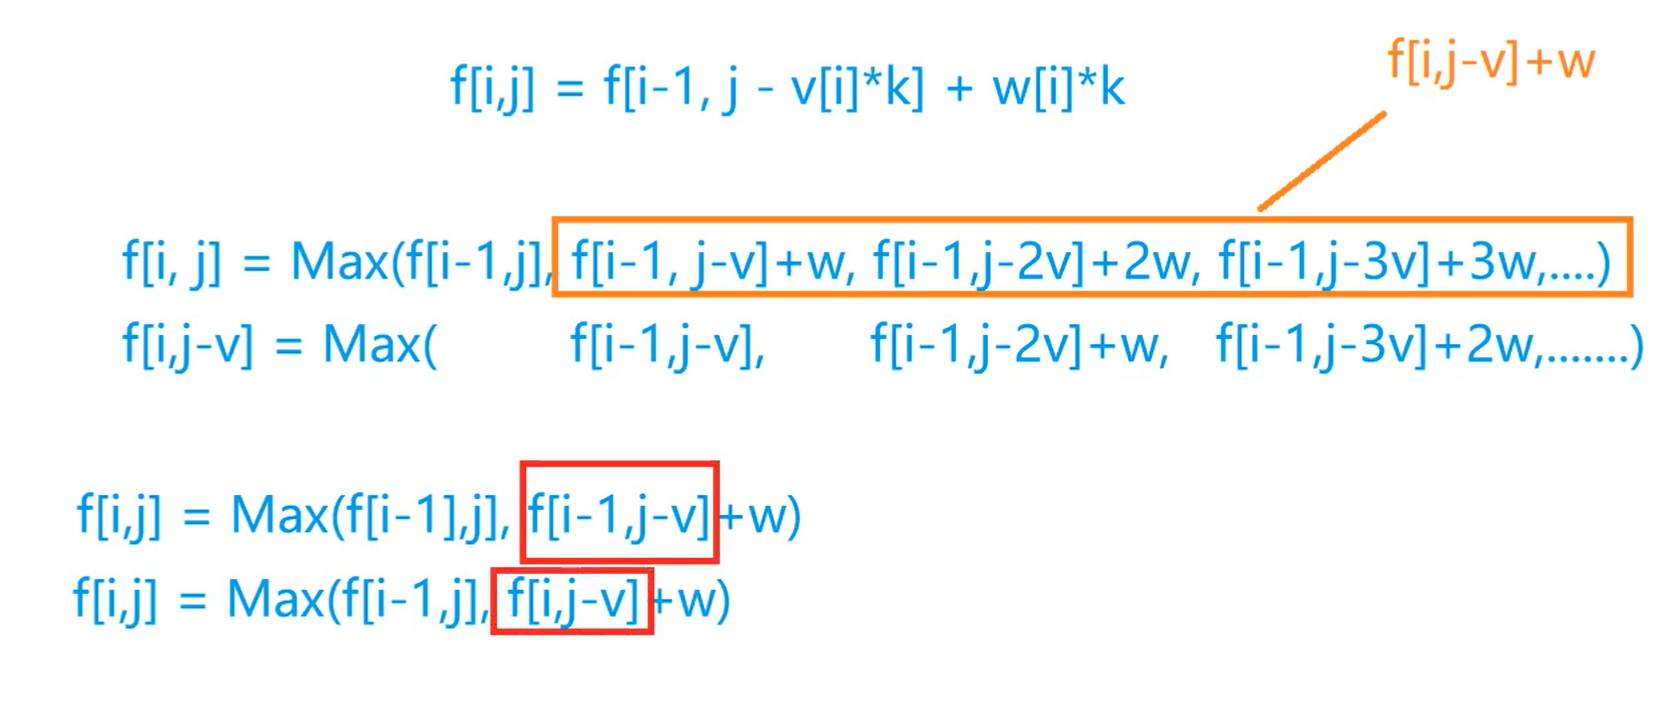 f[i,j-v]+w
f[i,j] = f[i-1, j - v[i]*k] + w[i]*k
f[i, j] = Max(f[i-1,j], f[i-1, j-v]+w, f[i-1,j-2v]+2w, f[i-1,j-3v]+3w,....)
f[i,j-v] = Max( f[i-1,j-v], f[i-1,j-2v]+w, f[i-1,j-3v]+2w,.......)
f[i,j] = Max(f[i-1],j], f[i-1,j-v]+w)
f[i,j] = Max(f[i-1,j], f[i,j-v]+w)